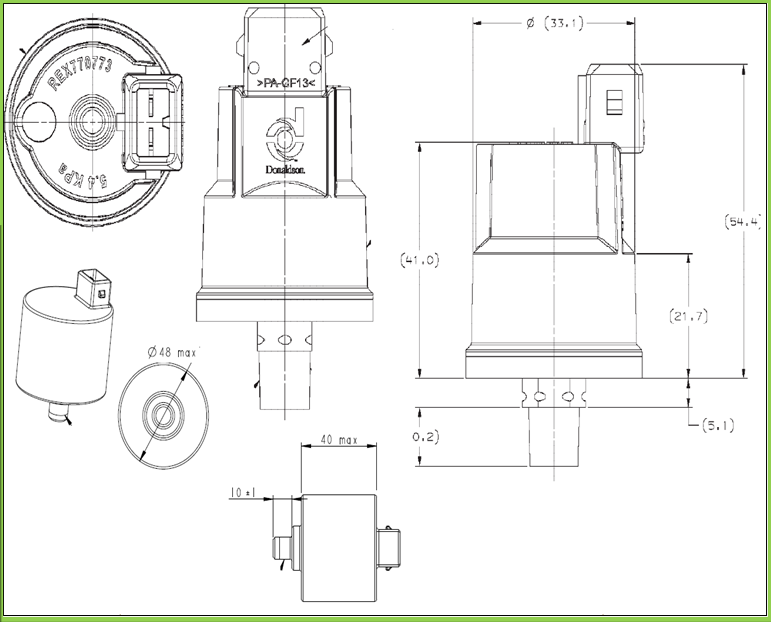 REX770773
5,4 KPa
>PA-GF13<
Donaldson
Ø (33.1)
(54.4)
(41.0)
(21.7)
(5.1)
0.2)
Ø48 max
40 max
10 ±1